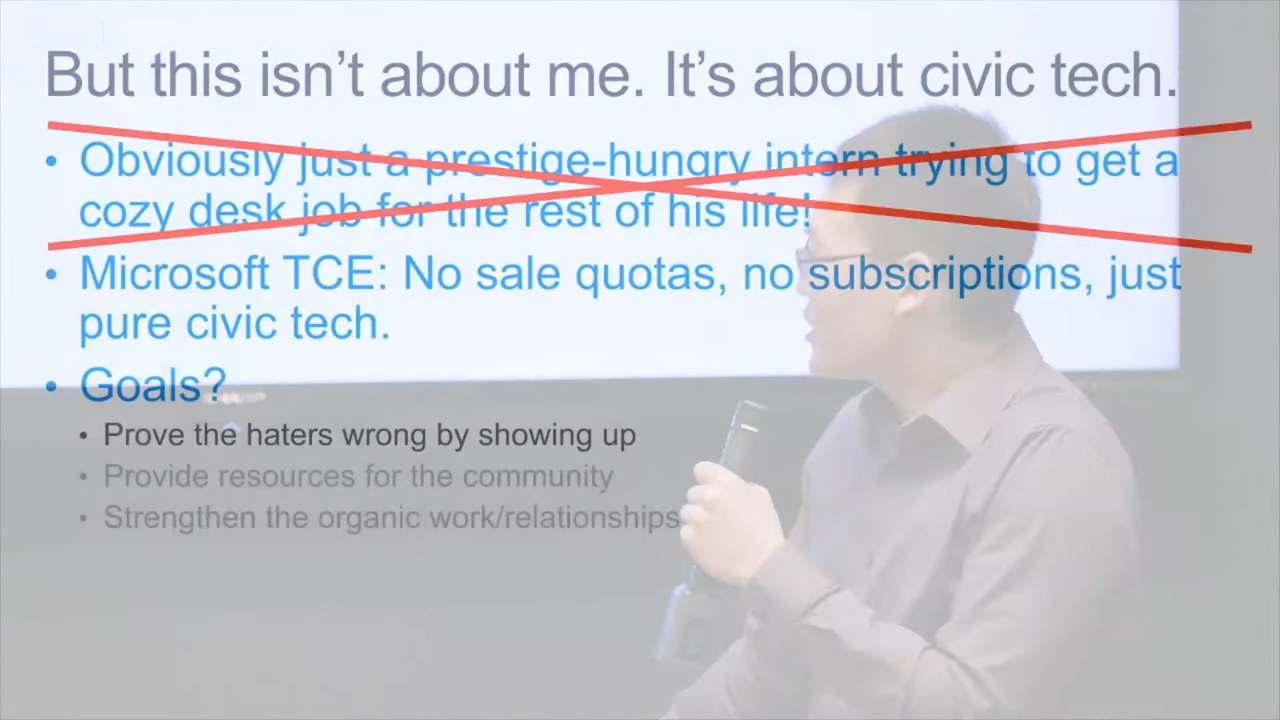 But this isn’t about me. It’s about civic tech.
• Obviously just a prestige-hungry intern trying to get a
cozy desk job for the rest of his life!
• Microsoft TCE: No sale quotas, no subscriptions, just
pure civic tech.
• Goals?
• Prove the haters wrong by showing up
• Provide resources for the community
• Strengthen the organic work/relationships